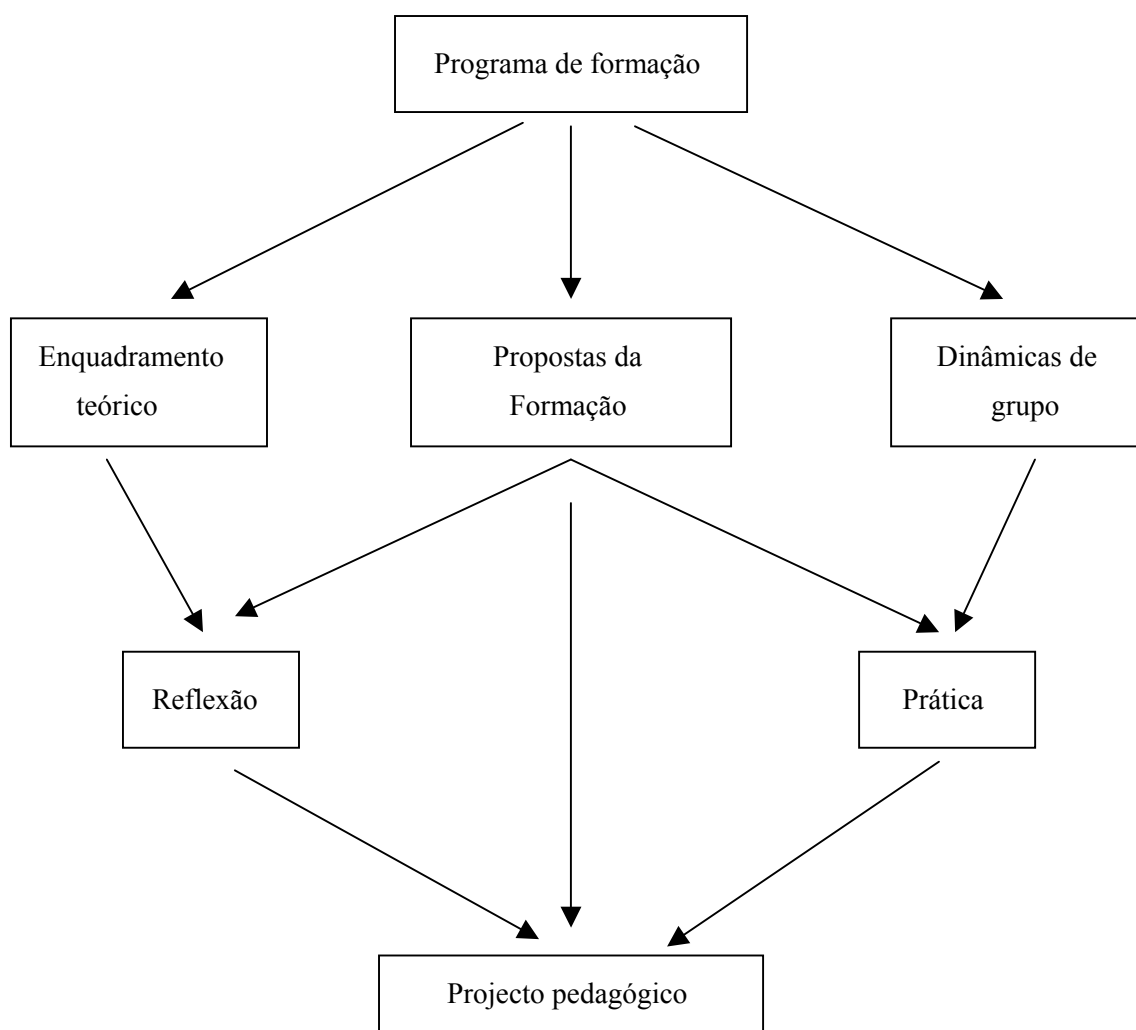 Programa de formação
Enquadramento
teórico
Propostas da
Formação
Dinâmicas de
grupo
Reflexão
Prática
Projecto pedagógico